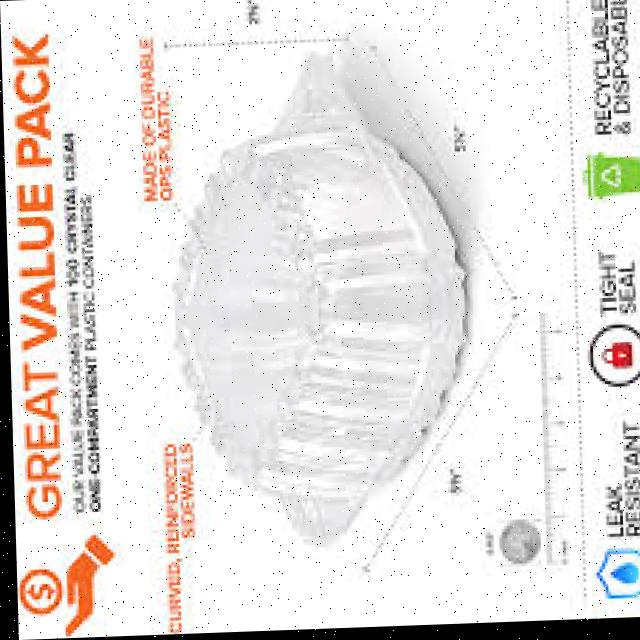 GREAT VALUE PACK
OUR VALUE PACK COMES WITH 100 CRYSTAL CLEAR
ONE-COMPARTMENT PLASTIC CONTAINERS
CURVED, REINFORCED
SIDEWALLS
MADE OF DURABLE
OPS PLASTIC
LEAK
RESISTANT
TIGHT
SEAL
RECYCLABLE
& DISPOSABLE